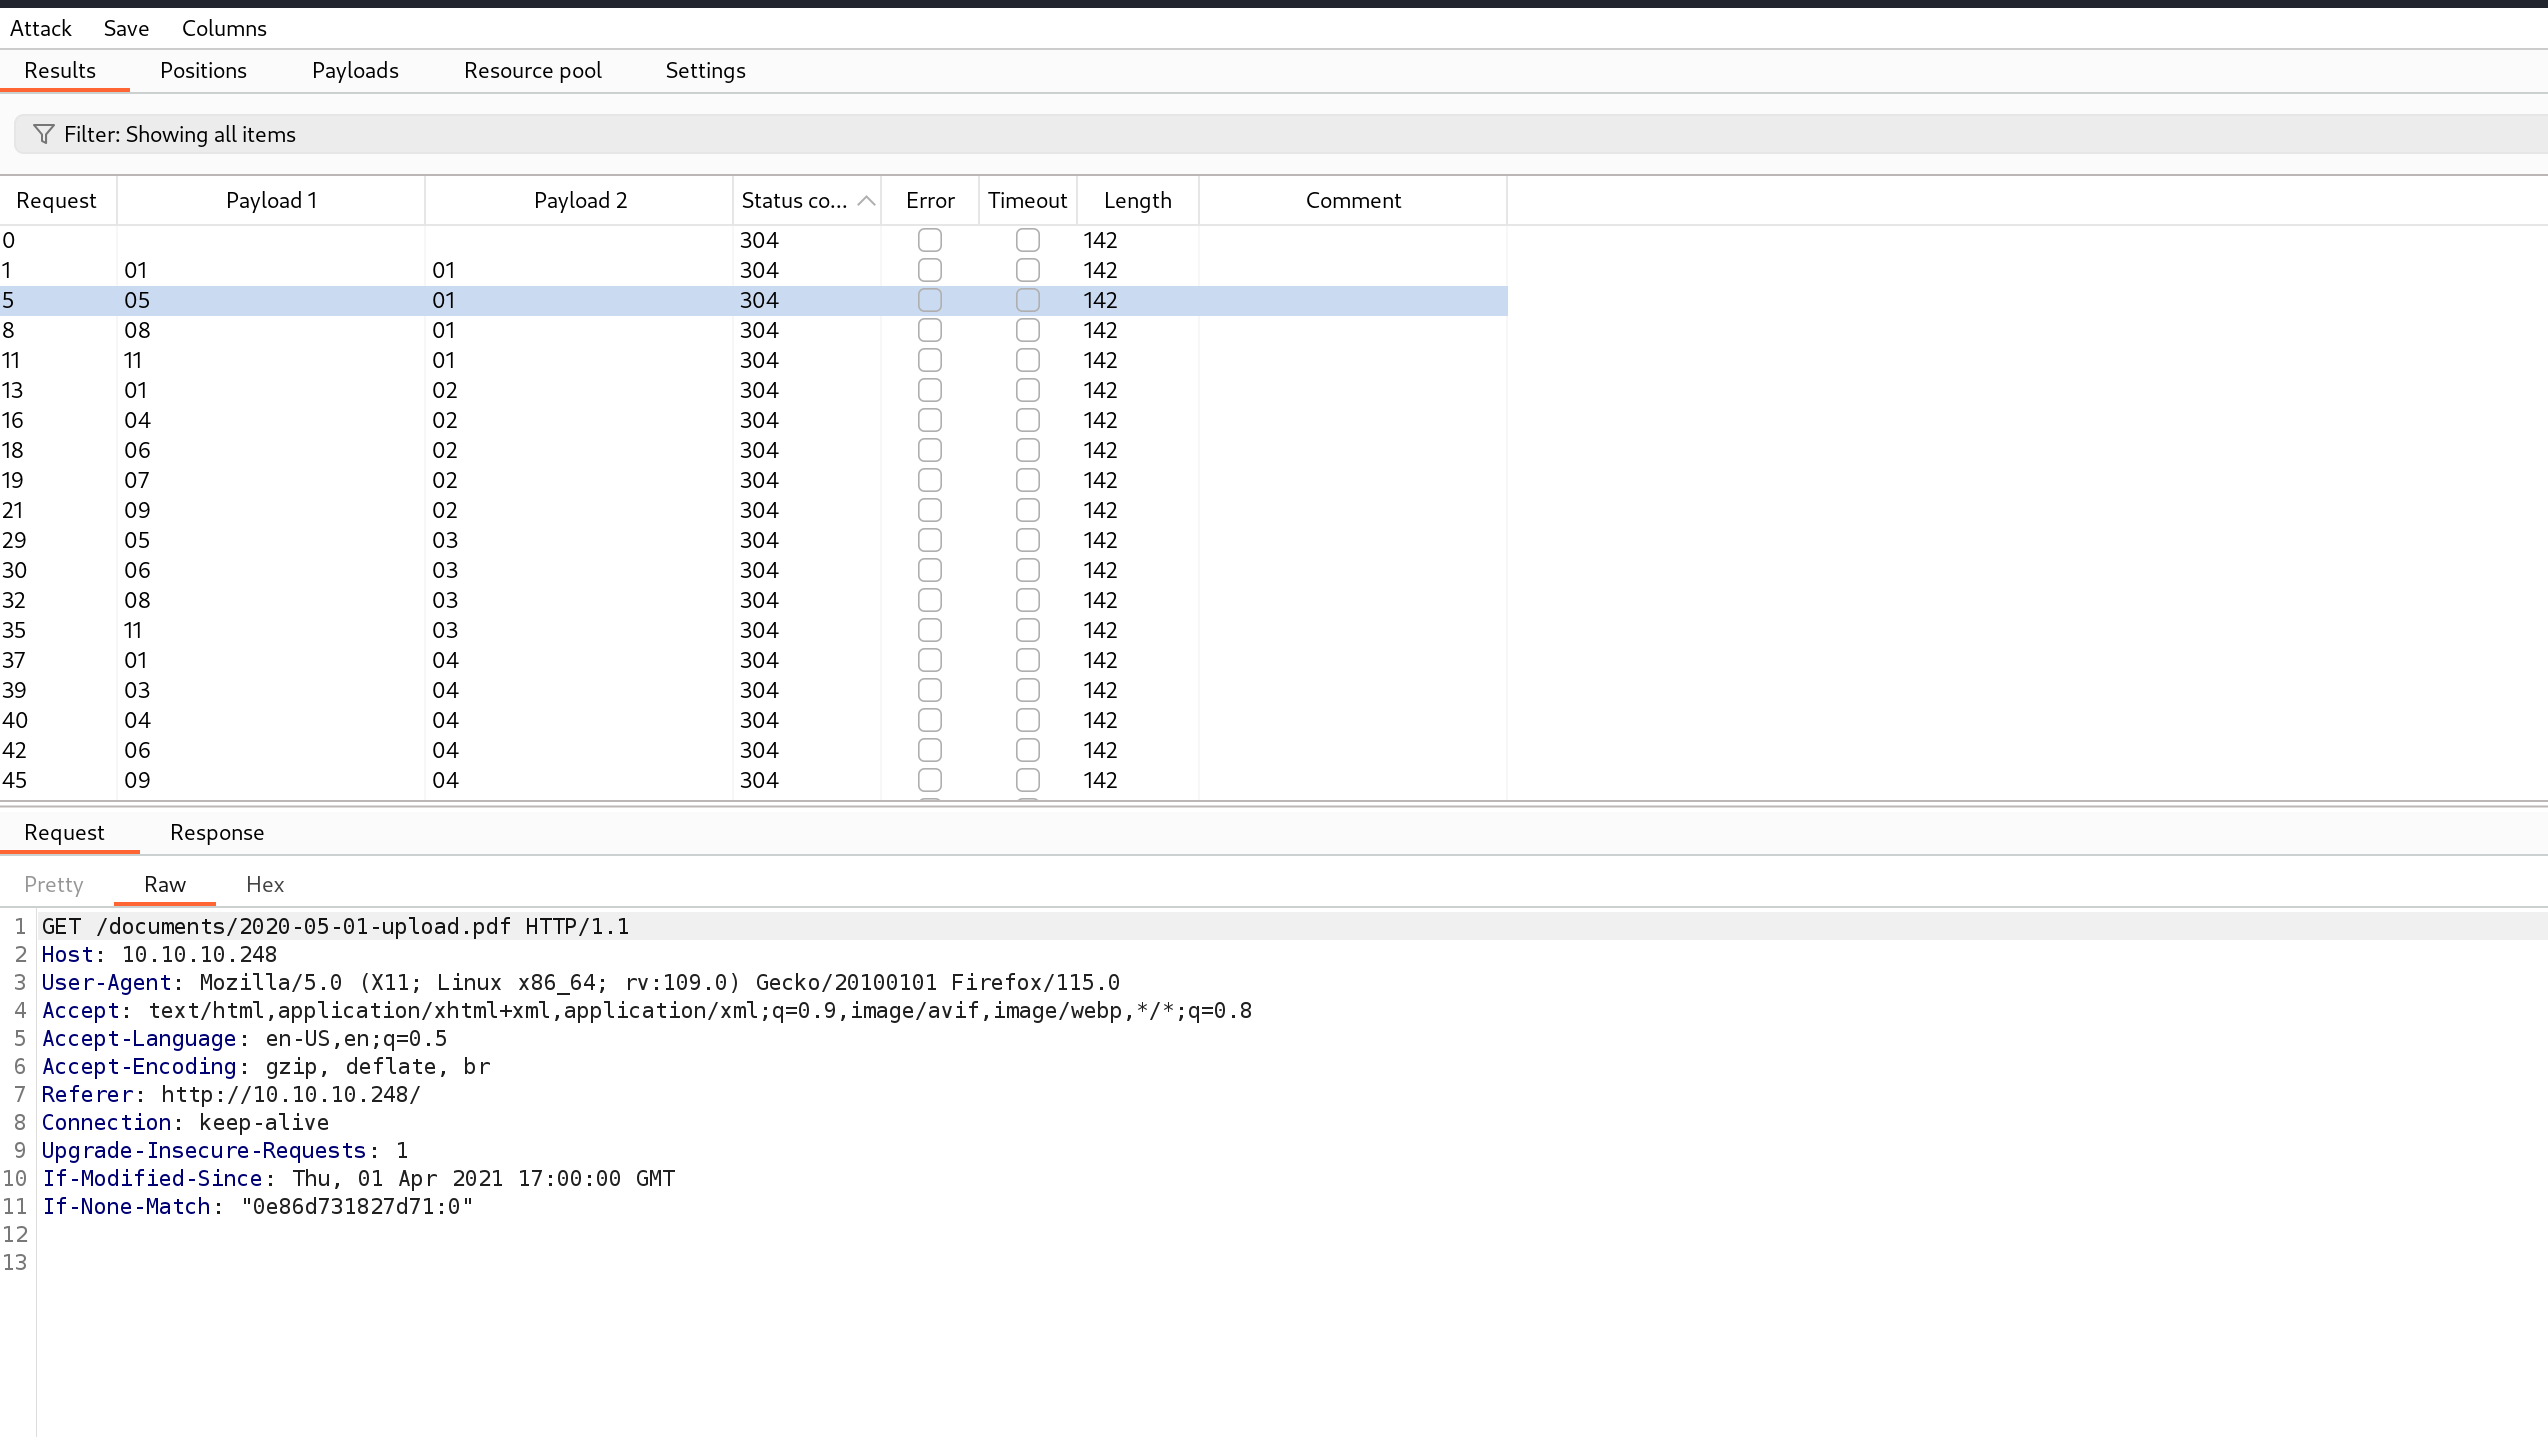 Attack Save Columns
Results Positions Payloads Resource pool Settings
Filter: Showing all items
Request Payload 1 Payload 2 Status co... Error Timeout Length Comment
0 304 142
1 01 01 304 142
5 05 01 304 142
8 08 01 304 142
11 11 01 304 142
13 01 02 304 142
16 04 02 304 142
18 06 02 304 142
19 07 02 304 142
21 09 02 304 142
29 05 03 304 142
30 06 03 304 142
32 08 03 304 142
35 11 03 304 142
37 01 04 304 142
39 03 04 304 142
40 04 04 304 142
42 06 04 304 142
45 09 04 304 142
Request Response
Pretty Raw Hex
1 GET /documents/2020-05-01-upload.pdf HTTP/1.1
2 Host: 10.10.10.248
3 User-Agent: Mozilla/5.0 (X11; Linux x86_64; rv:109.0) Gecko/20100101 Firefox/115.0
4 Accept: text/html,application/xhtml+xml,application/xml;q=0.9,image/avif,image/webp,*/*;q=0.8
5 Accept-Language: en-US,en;q=0.5
6 Accept-Encoding: gzip, deflate, br
7 Referer: http://10.10.10.248/
8 Connection: keep-alive
9 Upgrade-Insecure-Requests: 1
10 If-Modified-Since: Thu, 01 Apr 2021 17:00:00 GMT
11 If-None-Match: "0e86d731827d71:0"
12
13